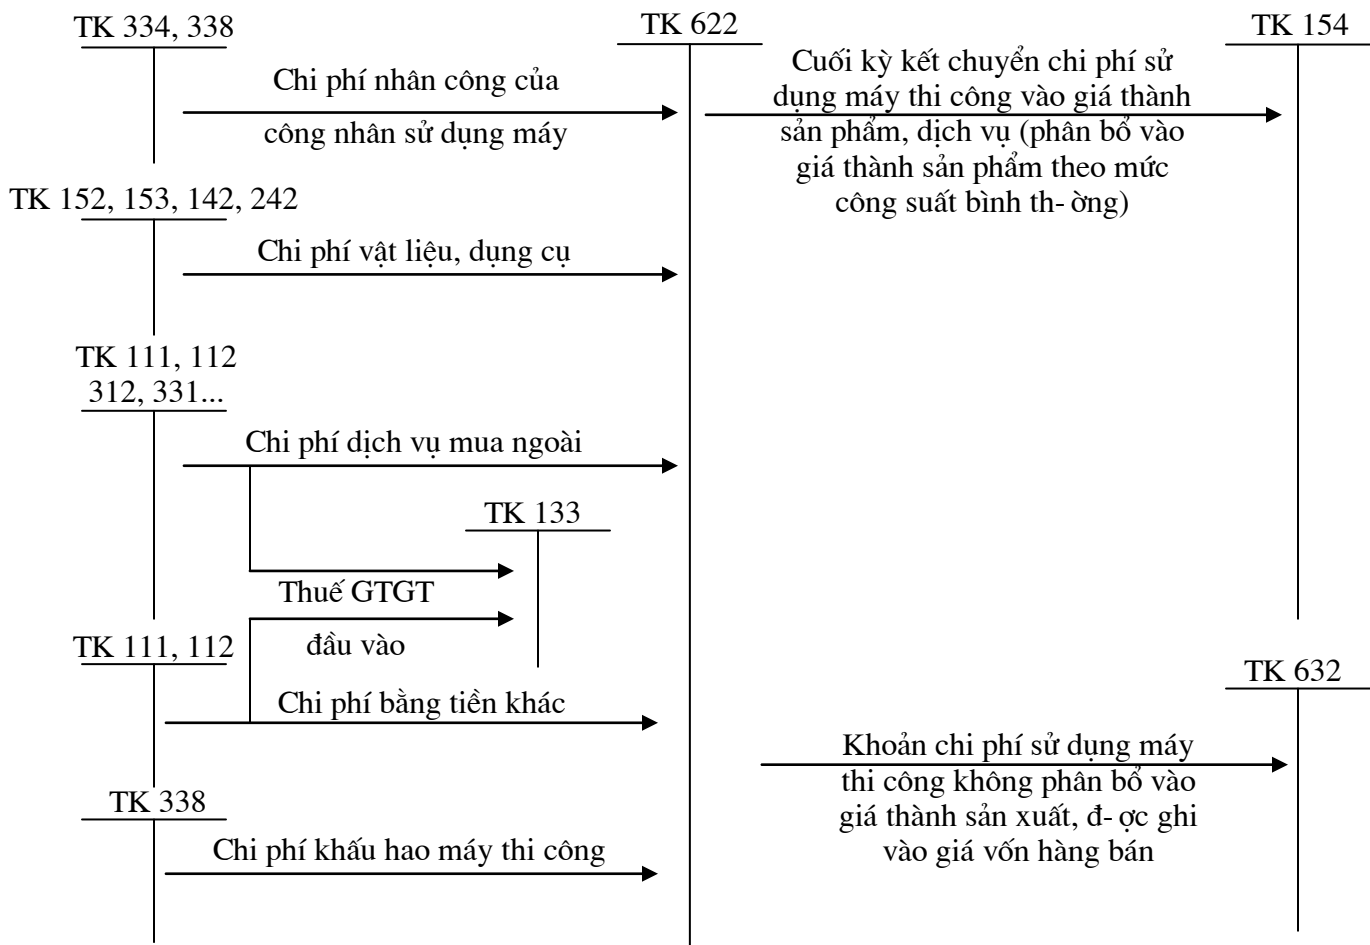 TK 334, 338
TK 622
TK 154
Chi phí nhân công của
công nhân sử dụng máy
Cuối kỳ kết chuyển chi phí sử
dụng máy thi công vào giá thành
sản phẩm, dịch vụ (phân bổ vào
giá thành sản phẩm theo mức
công suất bình th- ờng)
TK 152, 153, 142, 242
Chi phí vật liệu, dụng cụ
TK 111, 112
312, 331...
Chi phí dịch vụ mua ngoài
TK 133
Thuế GTGT
đầu vào
TK 111, 112
Chi phí bằng tiền khác
TK 632
Khoản chi phí sử dụng máy
thi công không phân bổ vào
giá thành sản xuất, đ- ợc ghi
vào giá vốn hàng bán
TK 338
Chi phí khấu hao máy thi công